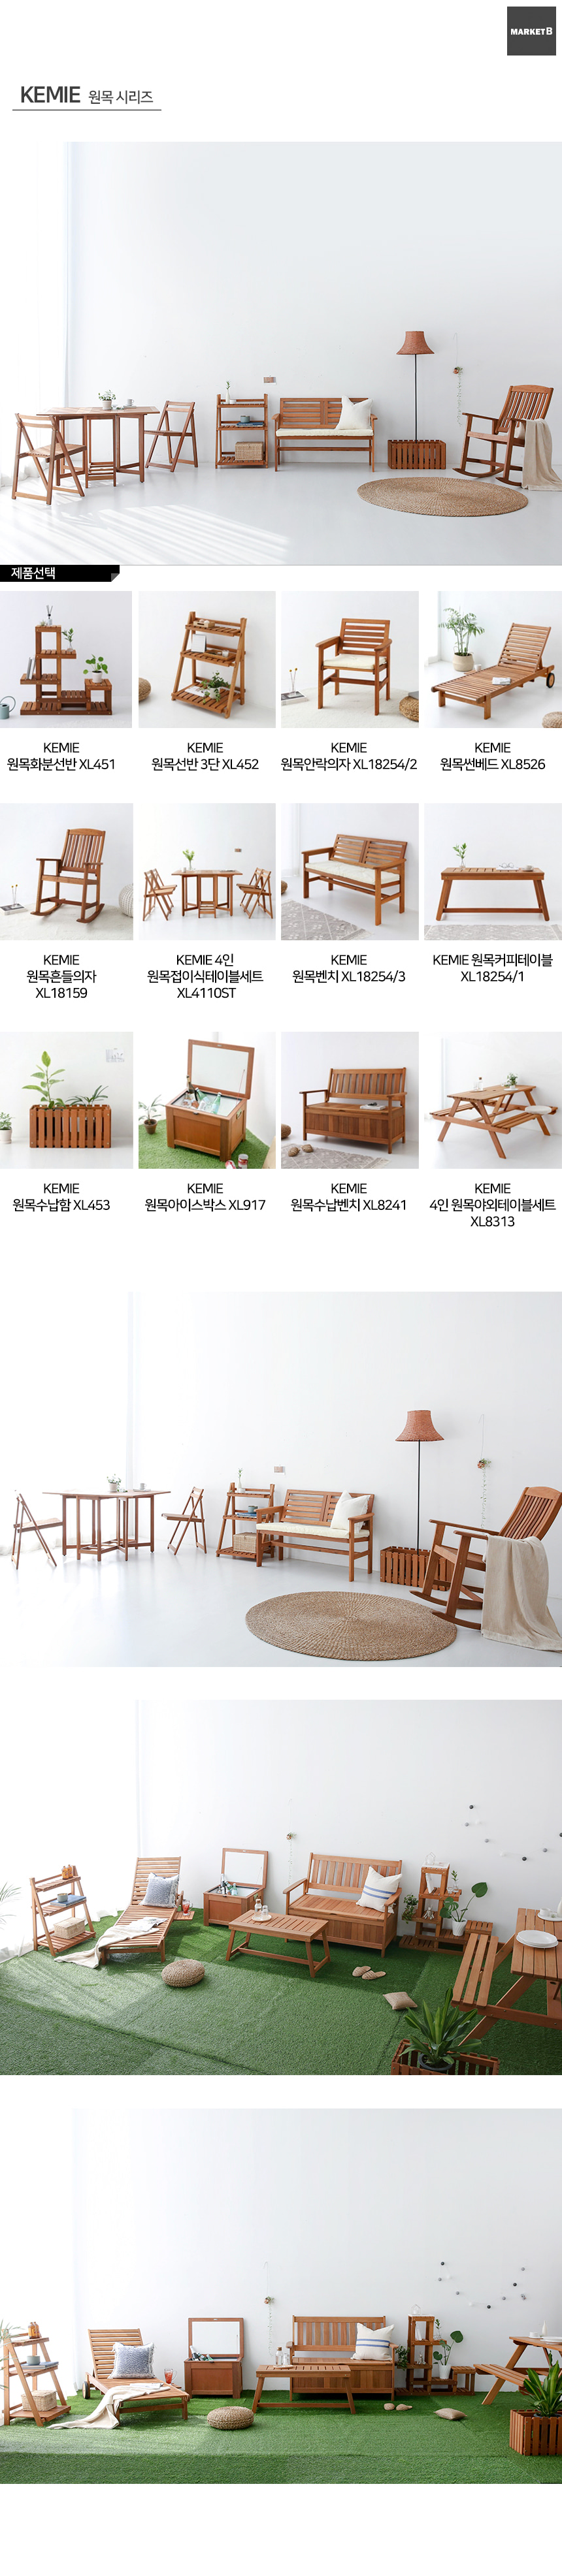 MARKETB
KEMIE 원목 시리즈
제품선택
KEMIE
원목화분선반 XL451
KEMIE
원목선반 3단 XL452
KEMIE
원목안락의자 XL18254/2
KEMIE
원목썬베드 XL8526
KEMIE
원목흔들의자
XL18159
KEMIE 4인
원목접이식테이블세트
XL4110ST
KEMIE
원목벤치 XL18254/3
KEMIE 원목커피테이블
XL18254/1
KEMIE
원목수납함 XL453
KEMIE
원목아이스박스 XL917
KEMIE
원목수납벤치 XL8241
KEMIE
4인 원목야외테이블세트
XL8313